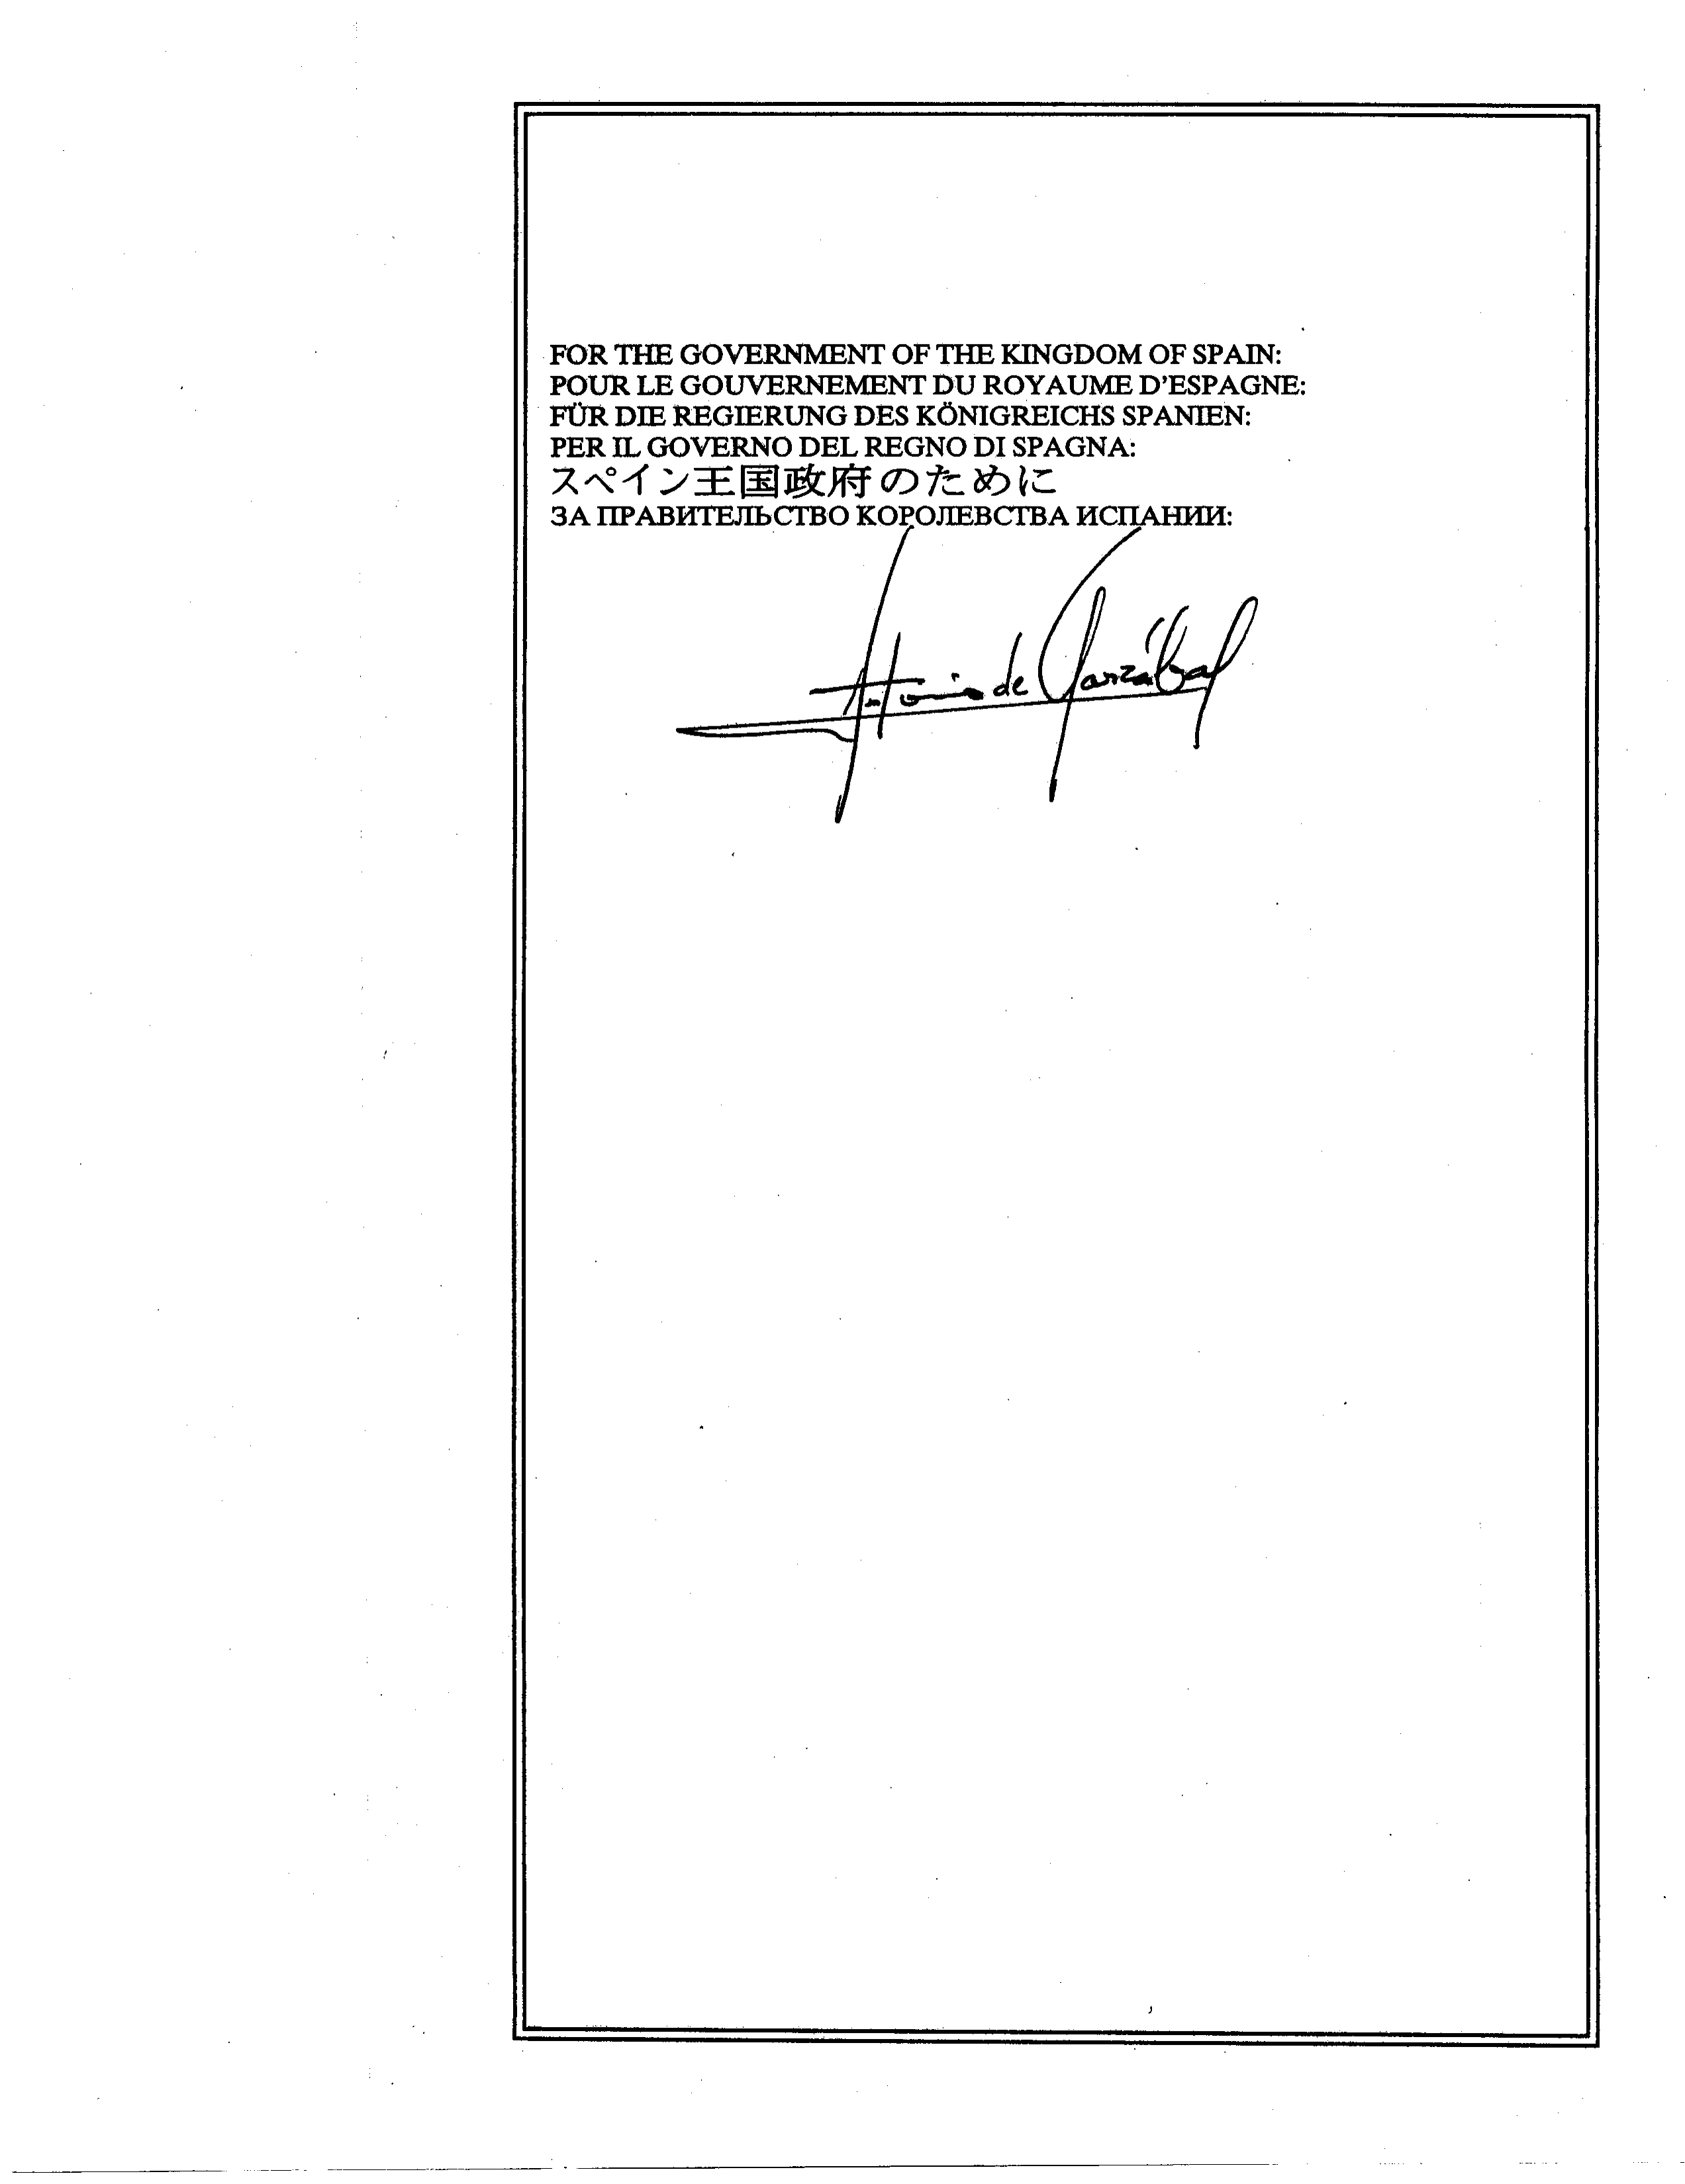 FOR THE GOVERNMENT OF THE KINGDOM OF SPAIN:
POUR LE GOUVERNEMENT DU ROYAUME D'ESPAGNE:
FÜR DIE REGIERUNG DES KÖNIGREICHS SPANIEN:
PER IL GOVERNO DEL REGNO DI SPAGNA:
スペイン王国政府のために
ЗА ПРАВИТЕЛЬСТВО КОРОЛЕВСТВА ИСПАНИИ:
Antonio de